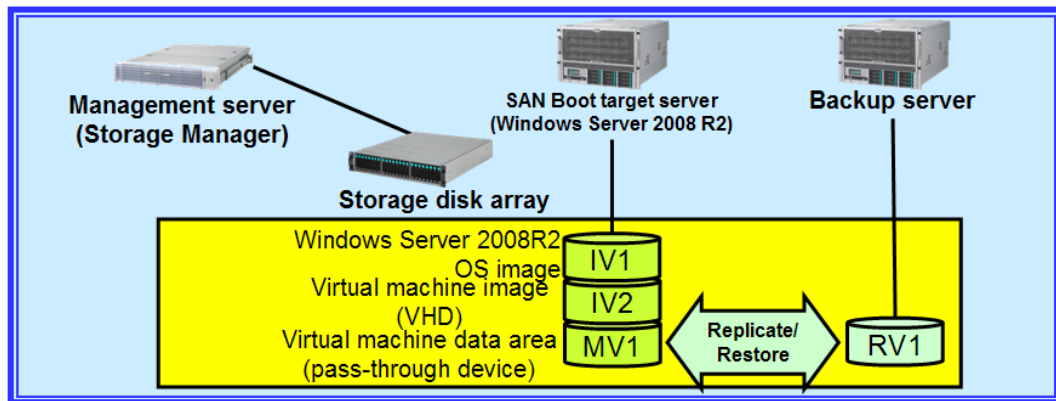 Management server
(Storage Manager)
SAN Boot target server
(Windows Server 2008 R2)
Backup server
Storage disk array
Windows Server 2008R2
OS image
IV1
Virtual machine image
(VHD)
IV2
Virtual machine data area
(pass-through device)
MV1
Replicate/
Restore
RV1